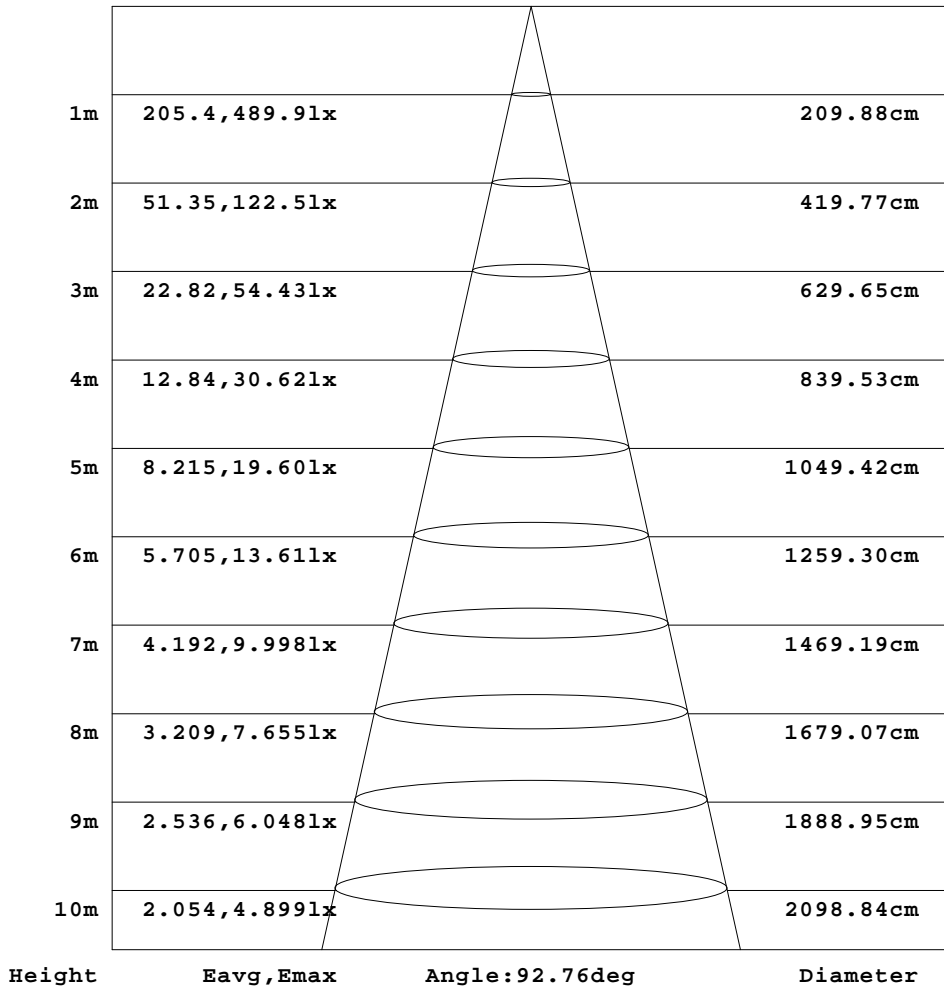 1m 205.4,489.9lx 209.88cm
2m 51.35,122.5lx 419.77cm
3m 22.82,54.43lx 629.65cm
4m 12.84,30.62lx 839.53cm
5m 8.215,19.60lx 1049.42cm
6m 5.705,13.61lx 1259.30cm
7m 4.192,9.998lx 1469.19cm
8m 3.209,7.655lx 1679.07cm
9m 2.536,6.048lx 1888.95cm
10m 2.054,4.899lx 2098.84cm
Height Eavg,Emax Angle:92.76deg Diameter